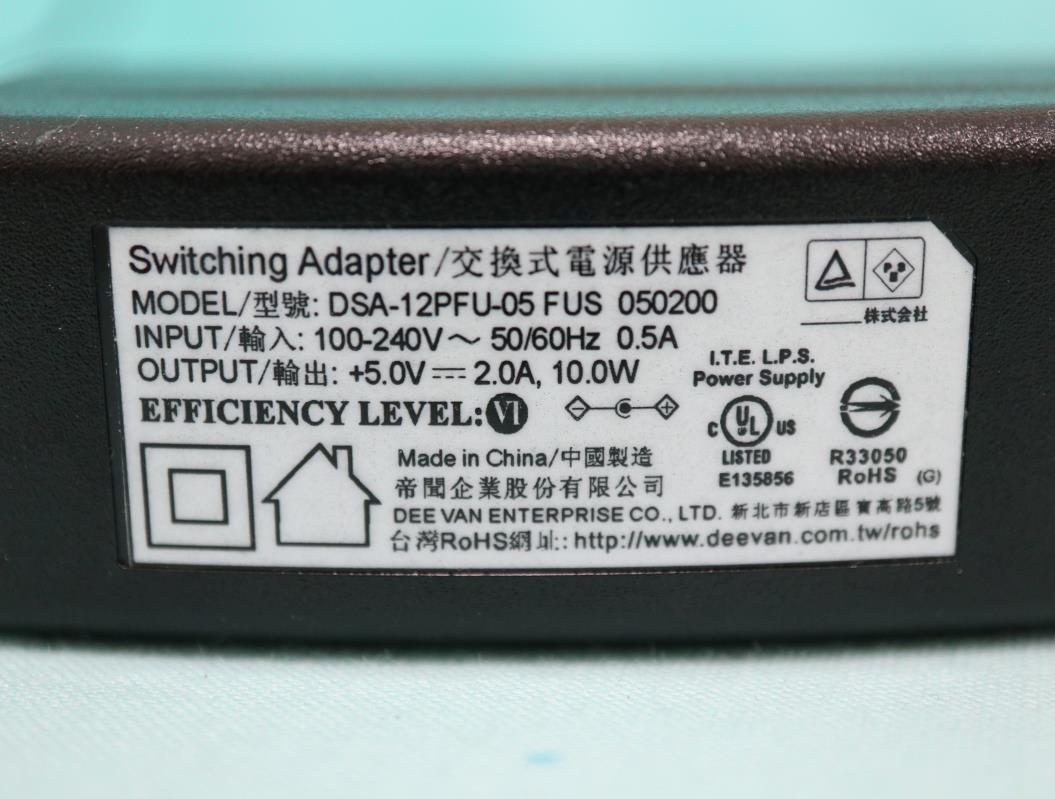 Switching Adapter/交換式電源供應器
MODEL/型號: DSA-12PFU-05 FUS 050200
INPUT/輸入: 100-240V～ 50/60Hz 0.5A
OUTPUT/輸出: +5.0V⎓2.0A, 10.0W
EFFICIENCY LEVEL: VI
株式会社
I.T.E. L.P.S.
Power Supply
C UL US
LISTED
E135856
R33050
RoHS (G)
Made in China/中國製造
帝聞企業股份有限公司
DEE VAN ENTERPRISE CO., LTD. 新北市新店區寶高路5號
台灣RoHS網址: http://www.deevan.com.tw/rohs